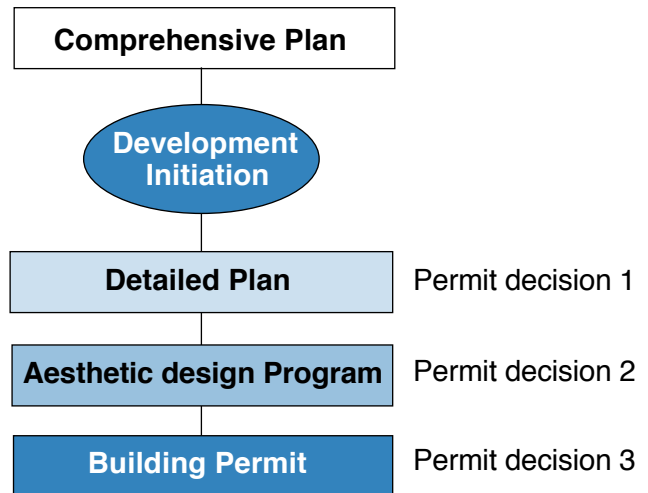 Comprehensive Plan
Development
Initiation
Detailed Plan
Permit decision 1
Aesthetic design Program
Permit decision 2
Building Permit
Permit decision 3